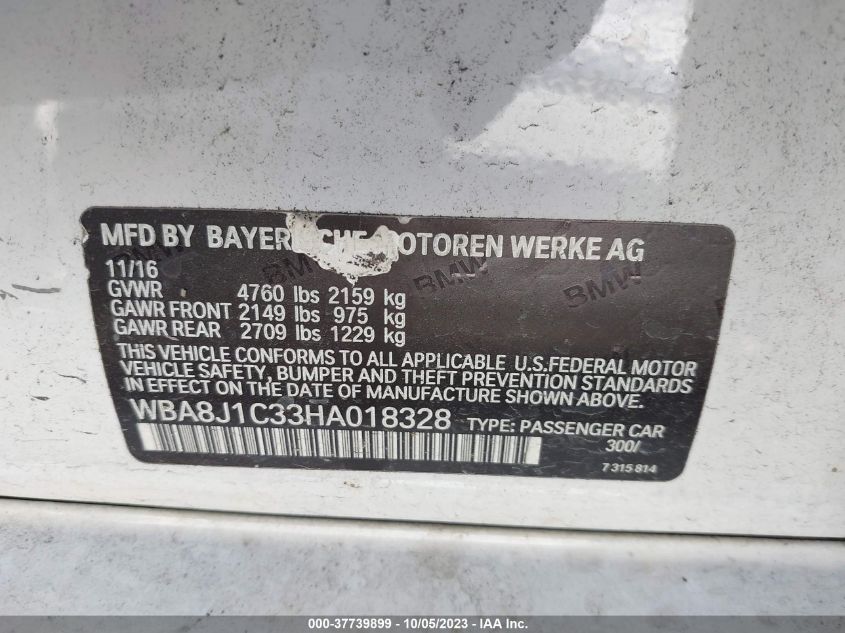 MFD BY MOTOREN WERKE AG
11/16
GVWR 4760 lbs 2159 kg
GAWR FRONT 2149 lbs 975 kg
GAWR REAR 2709 lbs 1229 kg
BMW BMW
THIS VEHICLE CONFORMS TO ALL APPLICABLE U.S.FEDERAL MOTOR
VEHICLE SAFETY, BUMPER, AND THEFT PREVENTION STANDARDS
IN EFFECT ON THE DATE OF MANUFACTURE SHOWN ABOVE.
WBA8J1C33HA018328 TYPE: PASSENGER CAR
300/
7 315 814
000-37739899 - 10/05/2023 - IAA Inc.